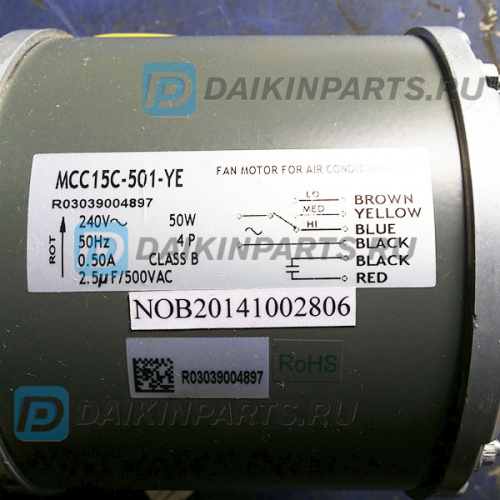 DAIKINPARTS.RU
MCC15C-501-YE
FAN MOTOR FOR AIR CONDITIONER
R03039004897
ROT
240V~ 50W
50Hz 4 P
0.50A CLASS B
2.5µF/500VAC
LO BROWN
MED YELLOW
HI BLUE
~ BLACK
BLACK
RED
DAIKINPARTS.RU
NOB20141002806
R03039004897
RoHS
DAIKINPARTS.RU